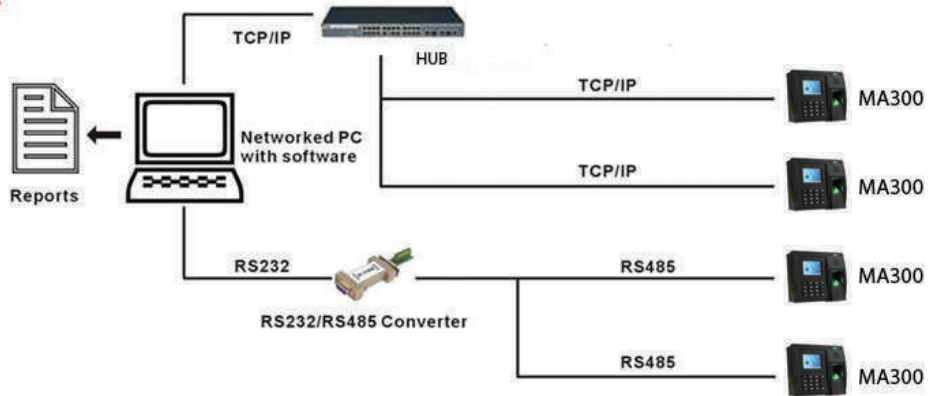 TCP/IP
HUB
TCP/IP
MA300
Networked PC
with software
Reports
TCP/IP
MA300
RS232
RS485
MA300
RS232/RS485 Converter
RS485
MA300